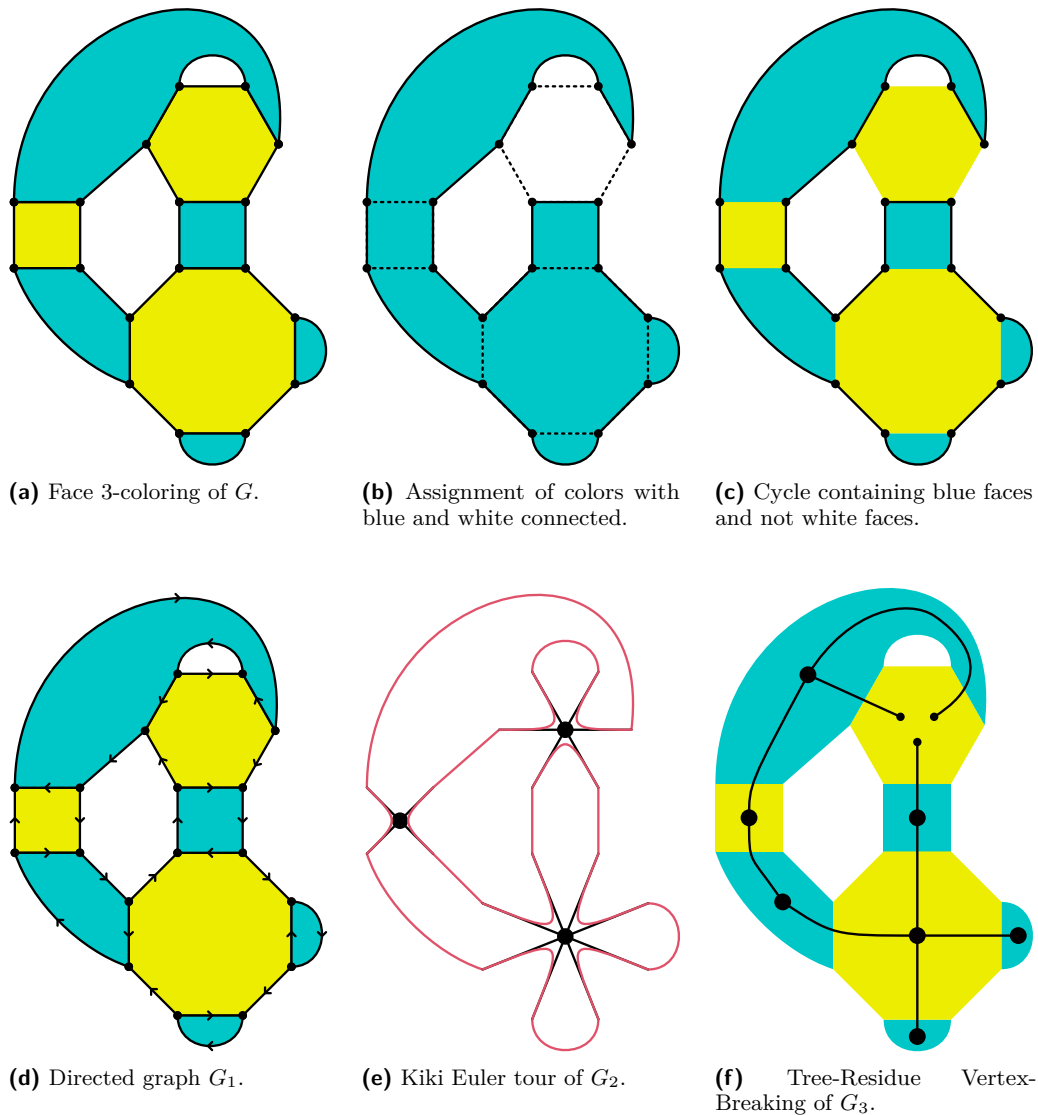 (a) Face 3-coloring of G.
(b) Assignment of colors with
blue and white connected.
(c) Cycle containing blue faces
and not white faces.
(d) Directed graph G₁.
(e) Kiki Euler tour of G₂.
(f) Tree-Residue Vertex-
Breaking of G₃.